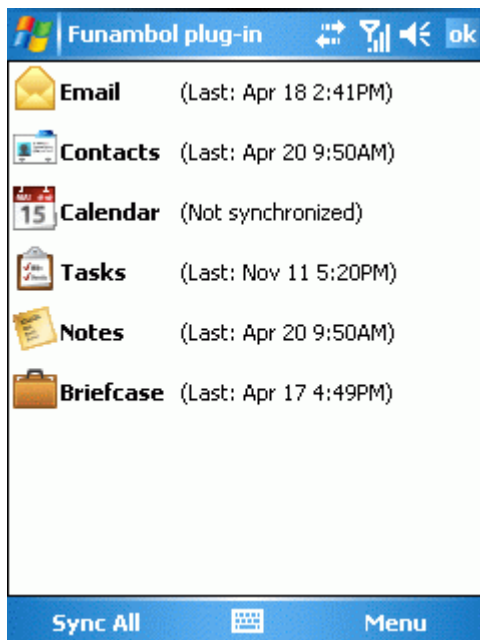 Funambol plug-in ok
Email (Last: Apr 18 2:41PM)
Contacts (Last: Apr 20 9:50AM)
15 Calendar (Not synchronized)
Tasks (Last: Nov 11 5:20PM)
Notes (Last: Apr 20 9:50AM)
Briefcase (Last: Apr 17 4:49PM)
Sync All Menu